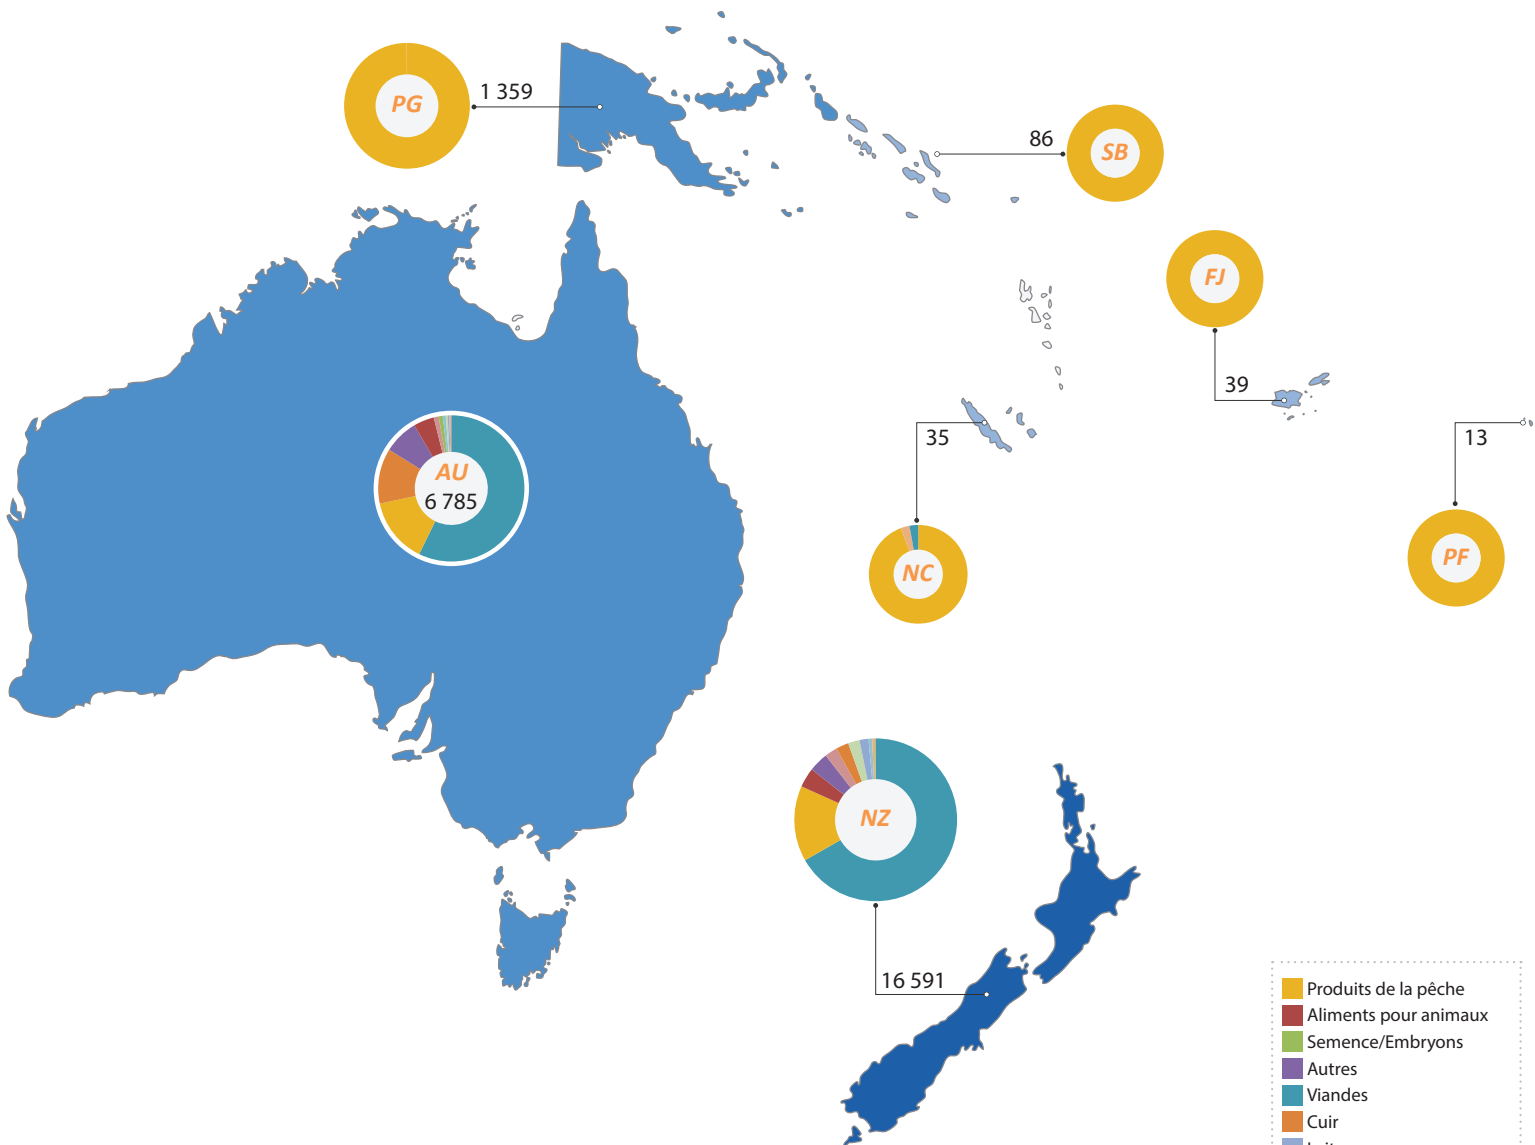 PG
1 359
86
SB
FJ
39
35
13
AU
6 785
NC
PF
NZ
16 591
Produits de la pêche
Aliments pour animaux
Semence/Embryons
Autres
Viandes
Cuir